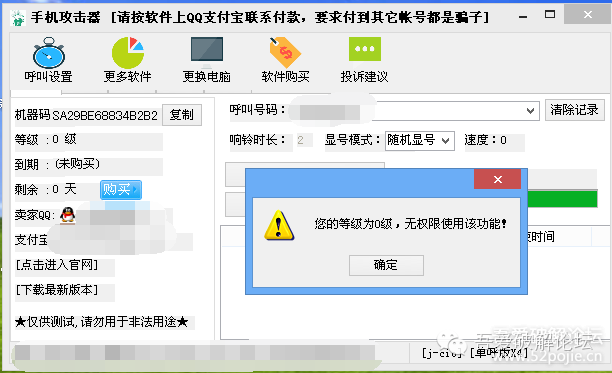 手机攻击器 [请按软件上QQ支付宝联系付款，要求付到其它帐号都是骗子]
呼叫设置 更多软件 更换电脑 软件购买 投诉建议
机器码 SA29BE68834B2B2 复制
等级：0 级
到期：(未购买)
剩余：0 天 购买
卖家QQ:
支付宝
[点击进入官网]
[下载最新版本]
★仅供测试,请勿用于非法用途★
呼叫号码： 清除记录
响铃时长： 2 显号模式： 随机显号 速度：0
时间
您的等级为0级，无权限使用该功能!
确定
[单呼版X4]
吾爱破解论坛
www.52pojie.cn